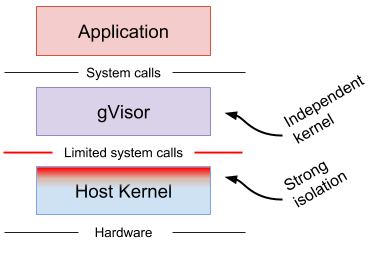 Application
System calls
gVisor
Independent
kernel
Limited system calls
Host Kernel
Strong
isolation
Hardware